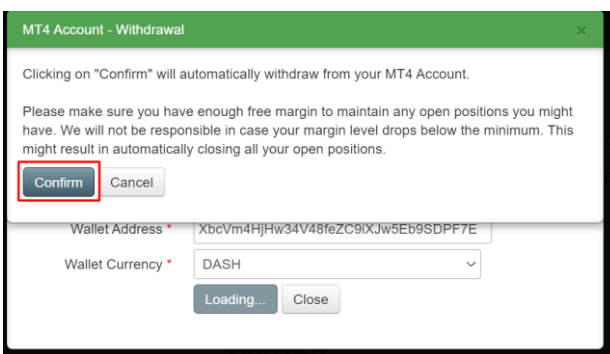 MT4 Account - Withdrawal ×
Clicking on "Confirm" will automatically withdraw from your MT4 Account.
Please make sure you have enough free margin to maintain any open positions you might
have. We will not be responsible in case your margin level drops below the minimum. This
might result in automatically closing all your open positions.
Confirm Cancel
Wallet Address * XbcVm4HjHw34V48feZC9iXJw5Eb9SDPF7E
Wallet Currency * DASH
Loading... Close